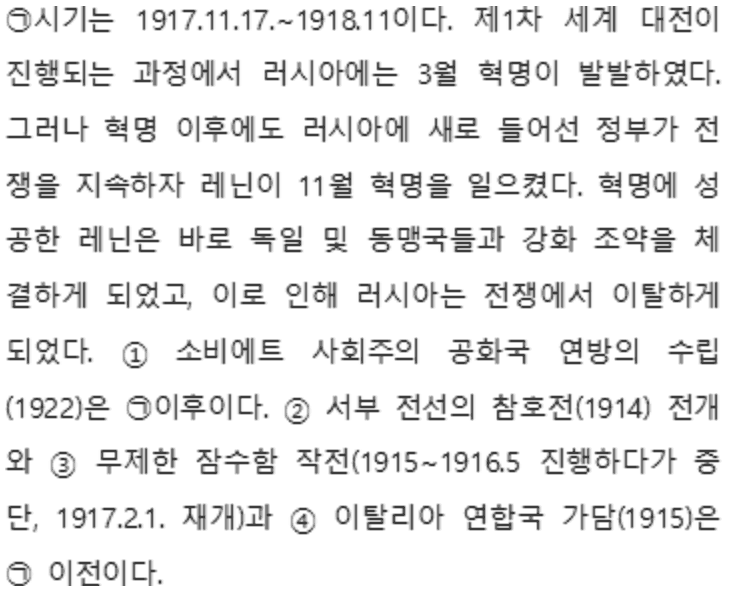 ㉠시기는 1917.11.17.~1918.11이다. 제1차 세계 대전이
진행되는 과정에서 러시아에는 3월 혁명이 발발하였다.
그러나 혁명 이후에도 러시아에 새로 들어선 정부가 전
쟁을 지속하자 레닌이 11월 혁명을 일으켰다. 혁명에 성
공한 레닌은 바로 독일 및 동맹국들과 강화 조약을 체
결하게 되었고, 이로 인해 러시아는 전쟁에서 이탈하게
되었다. ① 소비에트 사회주의 공화국 연방의 수립
(1922)은 ㉠이후이다. ② 서부 전선의 참호전(1914) 전개
와 ③ 무제한 잠수함 작전(1915~1916.5 진행하다가 중
단, 1917.2.1. 재개)과 ④ 이탈리아 연합국 가담(1915)은
㉠ 이전이다.